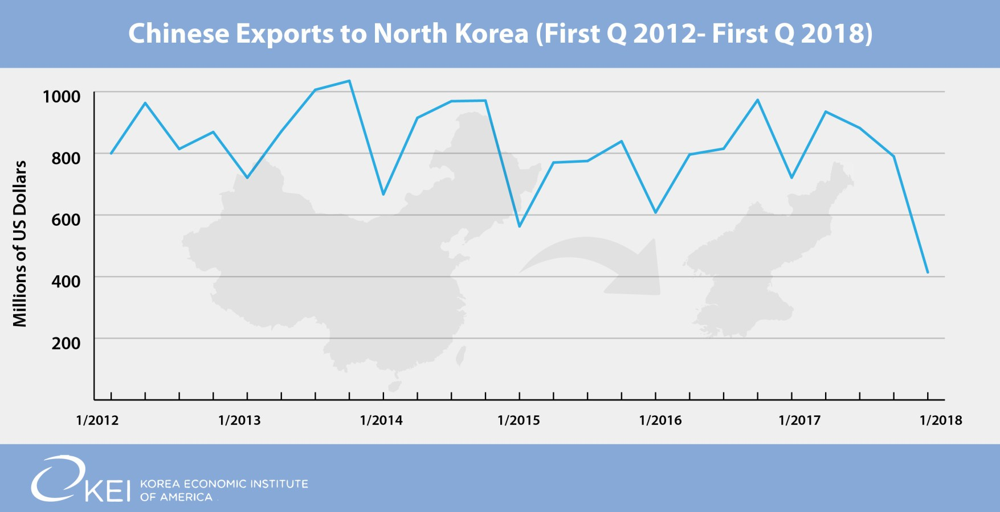 Chinese Exports to North Korea (First Q 2012- First Q 2018)
Millions of US Dollars
1000
800
600
400
200
1/2012
1/2013
1/2014
1/2015
1/2016
1/2017
1/2018
KEI
KOREA ECONOMIC INSTITUTE
OF AMERICA